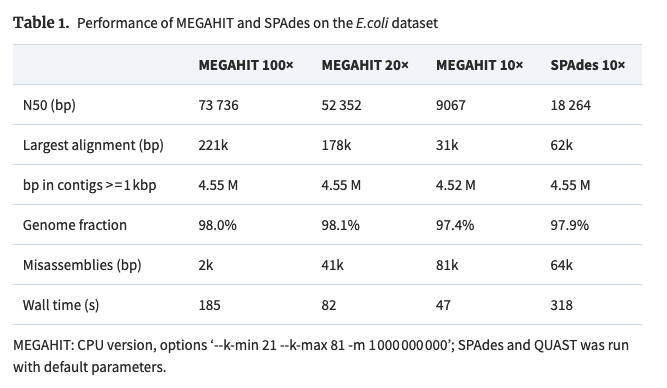 Table 1. Performance of MEGAHIT and SPAdes on the E.coli dataset
MEGAHIT 100× MEGAHIT 20× MEGAHIT 10× SPAdes 10×
N50 (bp) 73 736 52 352 9067 18 264
Largest alignment (bp) 221k 178k 31k 62k
bp in contigs >=1 kbp 4.55 M 4.55 M 4.52 M 4.55 M
Genome fraction 98.0% 98.1% 97.4% 97.9%
Misassemblies (bp) 2k 41k 81k 64k
Wall time (s) 185 82 47 318
MEGAHIT: CPU version, options ‘--k-min 21 --k-max 81 -m 1 000 000 000’; SPAdes and QUAST was run
with default parameters.